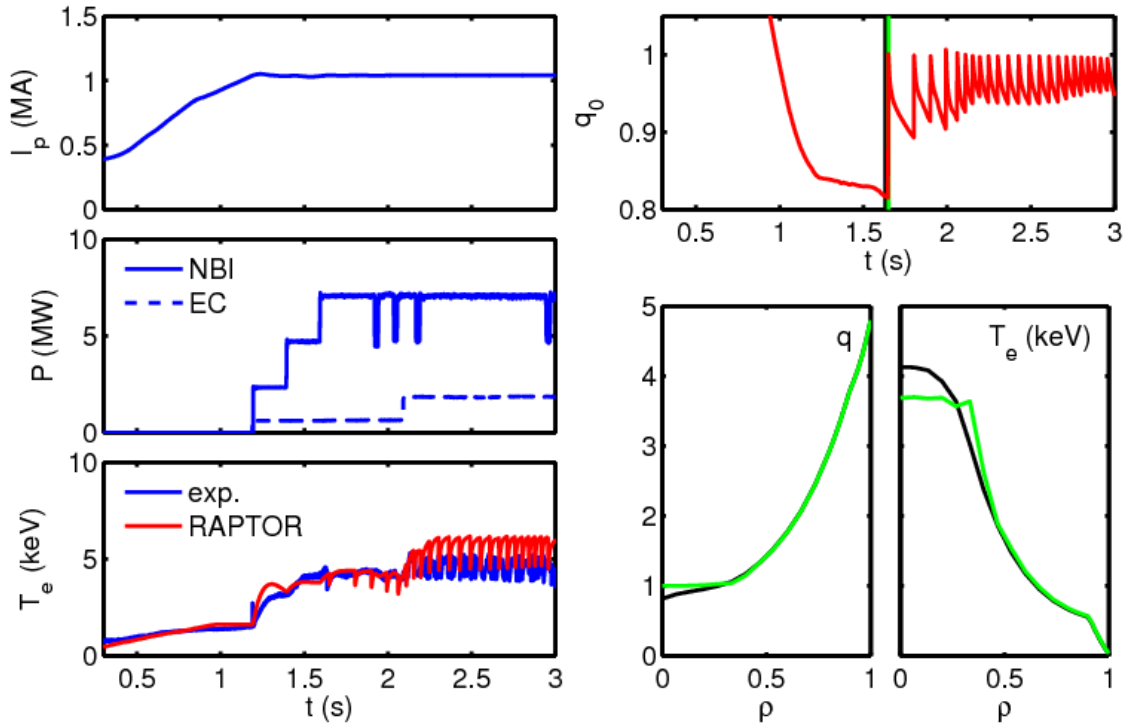 I_p (MA)
1.5
1
0.5
0
P (MW)
10
5
0
NBI
EC
T_e (keV)
10
5
0
exp.
RAPTOR
0.5 1 1.5 2 2.5 3
t (s)
q_0
1
0.9
0.8
0.5 1 1.5 2 2.5 3
t (s)
5
4
3
2
1
0
q
T_e (keV)
0 0.5 1
ρ
0 0.5 1
ρ